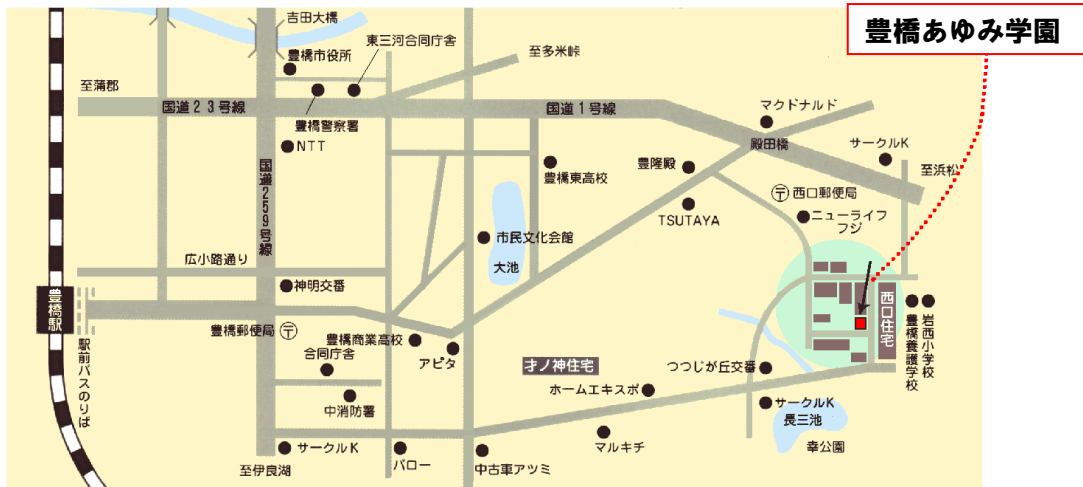 豊橋あゆみ学園
吉田大橋
東三河合同庁舎
豊橋市役所
至多米峠
至蒲郡
国道23号線
国道1号線
マクドナルド
豊橋警察署
NTT
殿田橋
サークルK
国道259号線
豊橋東高校
豊隆殿
至浜松
西口郵便局
TSUTAYA
ニューライフ
フジ
市民文化会館
広小路通り
大池
神明交番
豊橋駅
西口住宅
岩西小学校
豊橋養護学校
豊橋郵便局
豊橋商業高校
駅前バスのりば
合同庁舎
アピタ
才ノ神住宅
つつじが丘交番
ホームエキスポ
中消防署
サークルK
長三池
マルキチ
幸公園
サークルK
バロー
中古車アツミ
至伊良湖